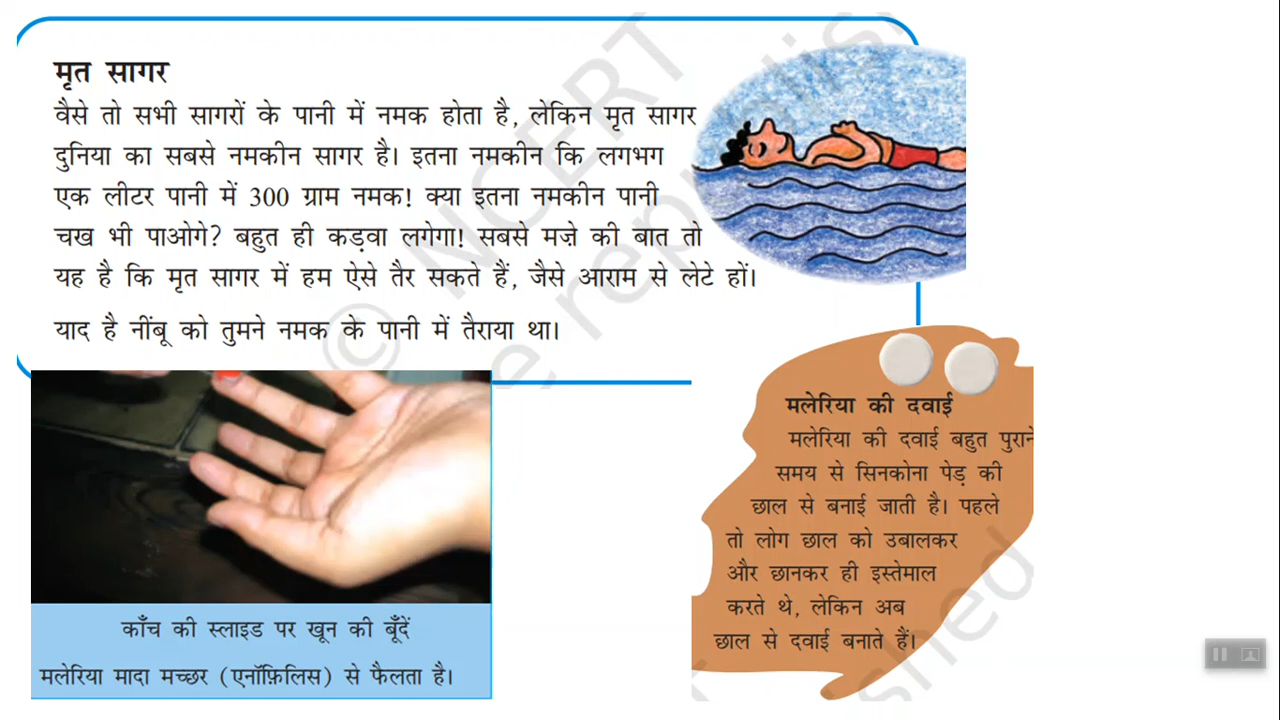 मृत सागर
वैसे तो सभी सागरों के पानी में नमक होता है, लेकिन मृत सागर
दुनिया का सबसे नमकीन सागर है। इतना नमकीन कि लगभग
एक लीटर पानी में 300 ग्राम नमक! क्या इतना नमकीन पानी
चख भी पाओगे? बहुत ही कड़वा लगेगा! सबसे मज़े की बात तो
यह है कि मृत सागर में हम ऐसे तैर सकते हैं, जैसे आराम से लेटे हों।
याद है नींबू को तुमने नमक के पानी में तैराया था।
काँच की स्लाइड पर खून की बूँदें
मलेरिया मादा मच्छर (एनॉफ़िलिस) से फैलता है।
मलेरिया की दवाई
मलेरिया की दवाई बहुत पुराने
समय से सिनकोना पेड़ की
छाल से बनाई जाती है। पहले
तो लोग छाल को उबालकर
और छानकर ही इस्तेमाल
करते थे, लेकिन अब
छाल से दवाई बनाते हैं।
© NCERT